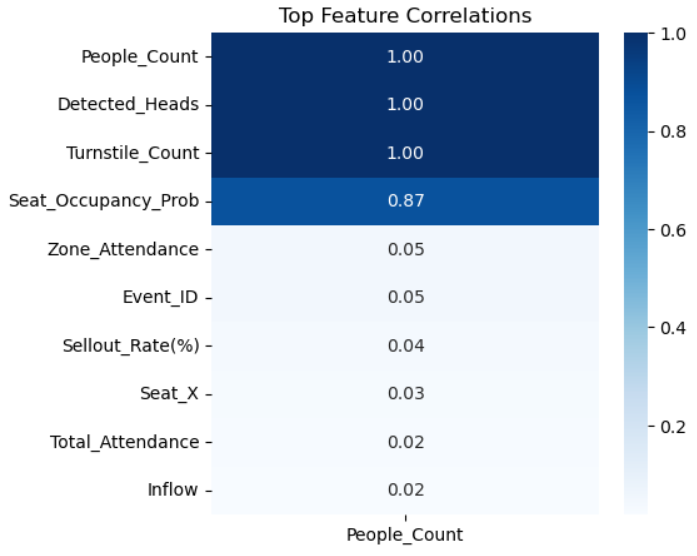 Top Feature Correlations
People_Count 1.00
Detected_Heads 1.00
Turnstile_Count 1.00
Seat_Occupancy_Prob 0.87
Zone_Attendance 0.05
Event_ID 0.05
Sellout_Rate(%) 0.04
Seat_X 0.03
Total_Attendance 0.02
Inflow 0.02
People_Count
1.0
0.8
0.6
0.4
0.2